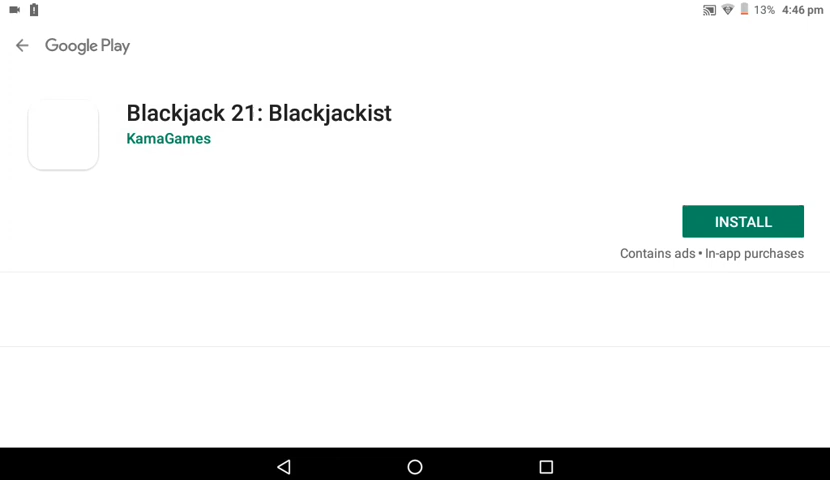 13% 4:46 pm
Google Play
Blackjack 21: Blackjackist
KamaGames
INSTALL
Contains ads • In-app purchases